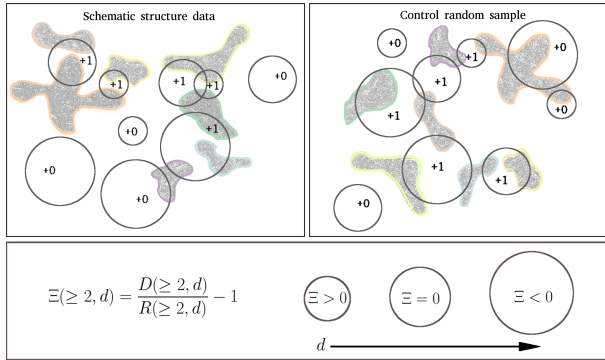 Schematic structure data
+1
+1
+1
+1
+0
+0
+1
+0
+0
Control random sample
+0
+1
+0
+1
+0
+1
+1
+1
+0
Ξ(≥ 2, d) = D(≥ 2, d) / R(≥ 2, d) − 1
Ξ > 0
Ξ = 0
Ξ < 0
d